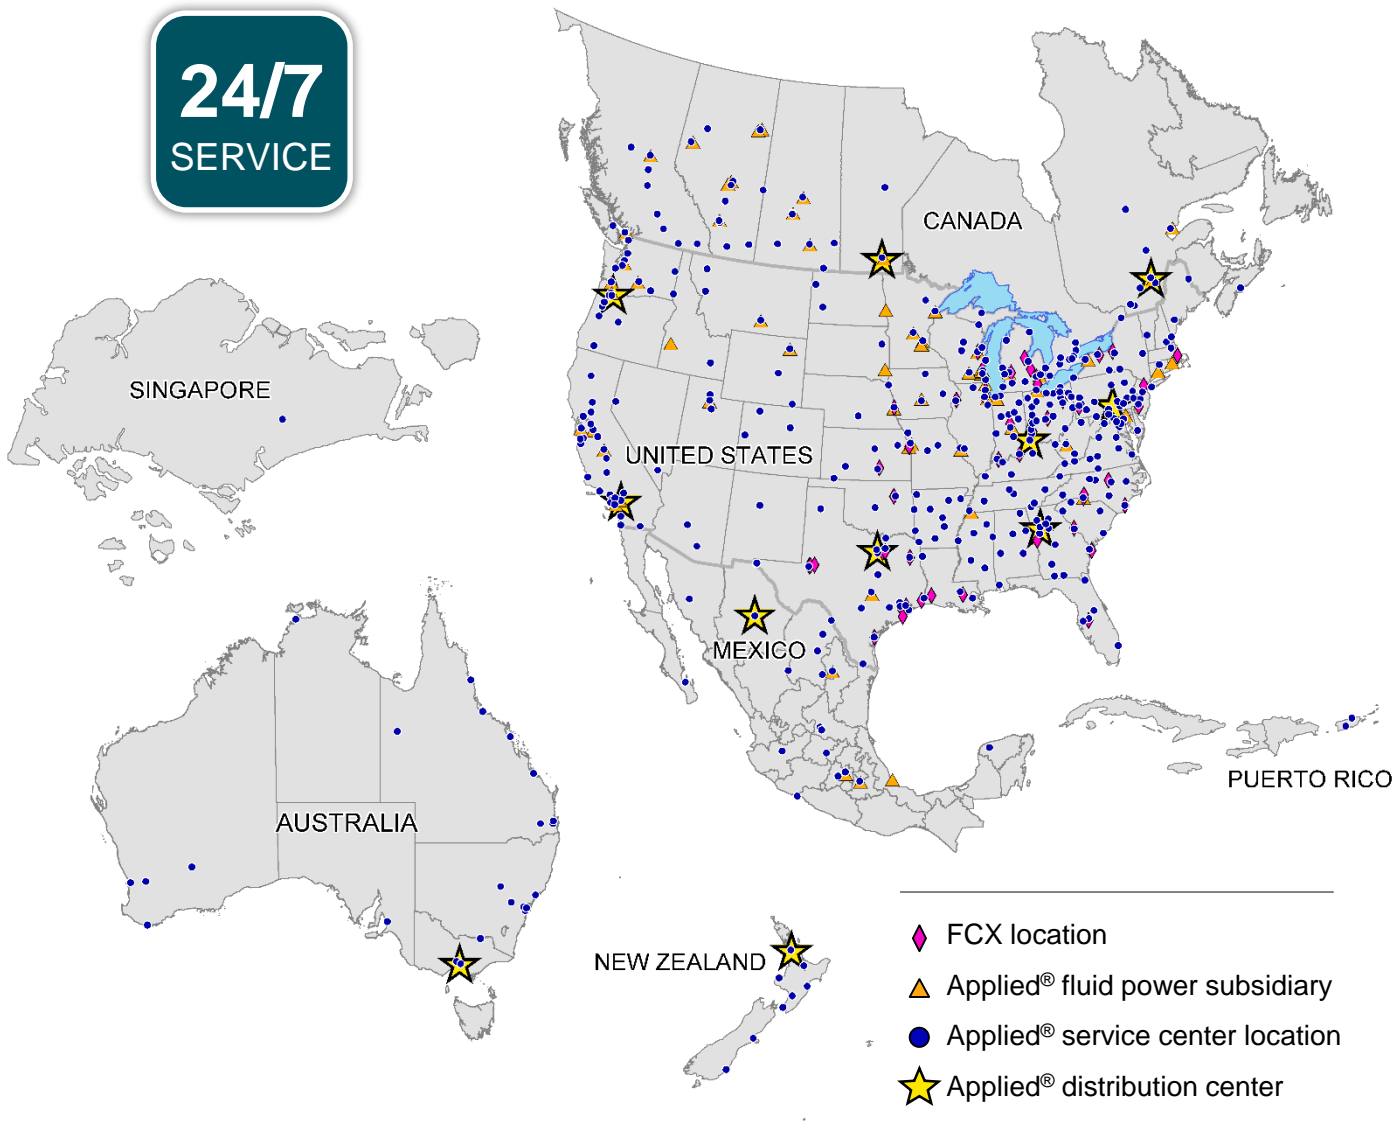 24/7
SERVICE
CANADA
SINGAPORE
UNITED STATES
MEXICO
PUERTO RICO
AUSTRALIA
NEW ZEALAND
FCX location
Applied® fluid power subsidiary
Applied® service center location
Applied® distribution center